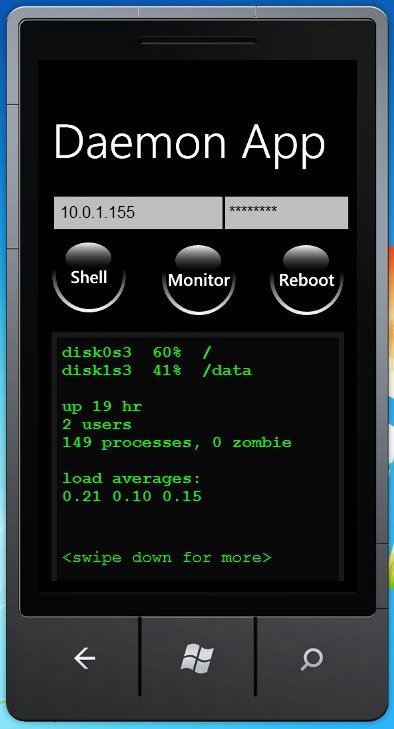 Daemon App
10.0.1.155 ********
Shell Monitor Reboot
disk0s3 60% /
disk1s3 41% /data
up 19 hr
2 users
149 processes, 0 zombie
load averages:
0.21 0.10 0.15
<swipe down for more>